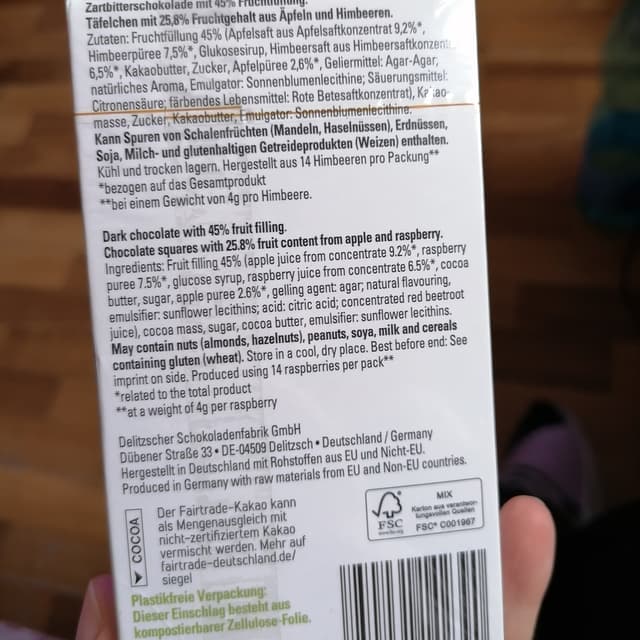 Zartbitterschokolade mit 45% Fruchtfüllung.
Täfelchen mit 25,8% Fruchtgehalt aus Äpfeln und Himbeeren.
Zutaten: Fruchtfüllung 45% (Apfelsaft aus Apfelsaftkonzentrat 9,2%*,
Himbeerpüree 7,5%*, Glukosesirup, Himbeersaft aus Himbeersaftkonzentrat
6,5%*, Kakaobutter, Zucker, Apfelpüree 2,6%*, Geliermittel: Agar-Agar,
natürliches Aroma, Emulgator: Sonnenblumenlecithine; Säuerungsmittel:
Citronensäure; färbendes Lebensmittel: Rote Betesaftkonzentrat), Kakao-
masse, Zucker, Kakaobutter, Emulgator: Sonnenblumenlecithine.
Kann Spuren von Schalenfrüchten (Mandeln, Haselnüssen), Erdnüssen,
Soja, Milch- und glutenhaltigen Getreideprodukten (Weizen) enthalten.
Kühl und trocken lagern. Hergestellt aus 14 Himbeeren pro Packung**
*bezogen auf das Gesamtprodukt
**bei einem Gewicht von 4g pro Himbeere.
Dark chocolate with 45% fruit filling.
Chocolate squares with 25.8% fruit content from apple and raspberry.
Ingredients: Fruit filling 45% (apple juice from concentrate 9.2%*, raspberry
puree 7.5%*, glucose syrup, raspberry juice from concentrate 6.5%*, cocoa
butter, sugar, apple puree 2.6%*, gelling agent: agar; natural flavouring,
emulsifier: sunflower lecithins; acid: citric acid; concentrated red beetroot
juice), cocoa mass, sugar, cocoa butter, emulsifier: sunflower lecithins.
May contain nuts (almonds, hazelnuts), peanuts, soya, milk and cereals
containing gluten (wheat). Store in a cool, dry place. Best before end: See
imprint on side. Produced using 14 raspberries per pack**
*related to the total product
**at a weight of 4g per raspberry
Delitzscher Schokoladenfabrik GmbH
Dübener Straße 33 • DE-04509 Delitzsch • Deutschland / Germany
Hergestellt in Deutschland mit Rohstoffen aus EU und Nicht-EU.
Produced in Germany with raw materials from EU and Non-EU countries.
COCOA
Der Fairtrade-Kakao kann
als Mengenausgleich mit
nicht-zertifiziertem Kakao
vermischt werden. Mehr auf
fairtrade-deutschland.de/
siegel
FSC
MIX
Karton aus verantwor-
tungsvollen Quellen
FSC® C001967
Plastikfreie Verpackung:
Dieser Einschlag besteht aus
kompostierbarer Zellulose-Folie.